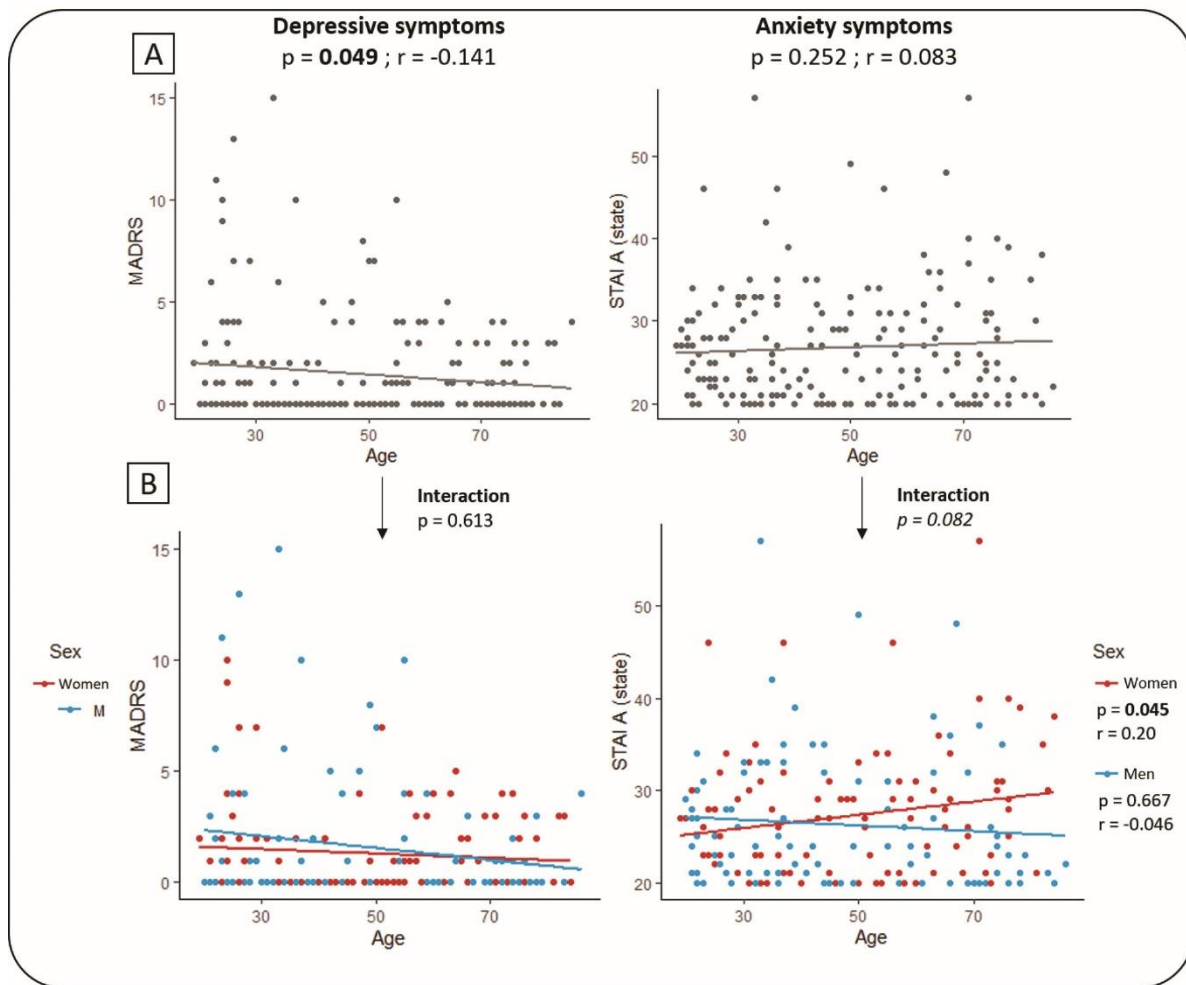 Depressive symptoms
p = 0.049 ; r = -0.141
Anxiety symptoms
p = 0.252 ; r = 0.083
A
MADRS
15
10
5
0
30 50 70
Age
STAI A (state)
50
40
30
20
30 50 70
Age
B
Interaction
p = 0.613
Interaction
p = 0.082
Sex
Women
M
MADRS
15
10
5
0
30 50 70
Age
STAI A (state)
50
40
30
20
30 50 70
Age
Sex
Women
p = 0.045
r = 0.20
Men
p = 0.667
r = -0.046